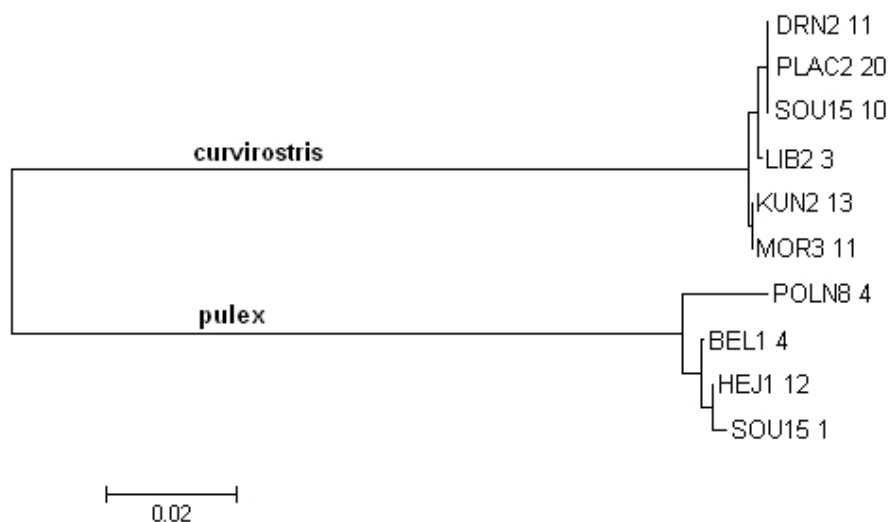 DRN2 11
PLAC2 20
SOU15 10
curvirostris
LIB2 3
KUN2 13
MOR3 11
POLN8 4
pulex
BEL1 4
HEJ1 12
SOU15 1
0.02